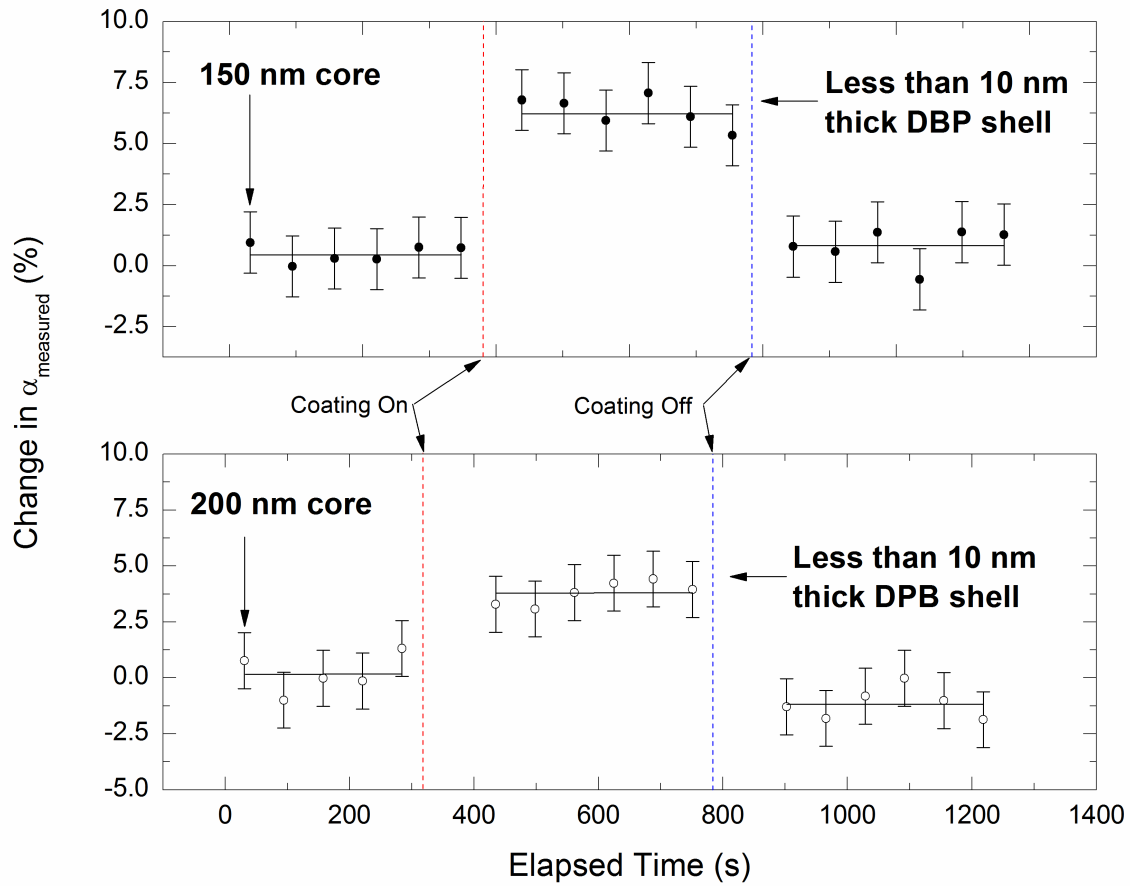 10.0
7.5
5.0
2.5
0.0
-2.5
150 nm core
Less than 10 nm
thick DBP shell
Coating On
Coating Off
Change in αmeasured (%)
10.0
7.5
5.0
2.5
0.0
-2.5
-5.0
200 nm core
Less than 10 nm
thick DPB shell
0 200 400 600 800 1000 1200 1400
Elapsed Time (s)